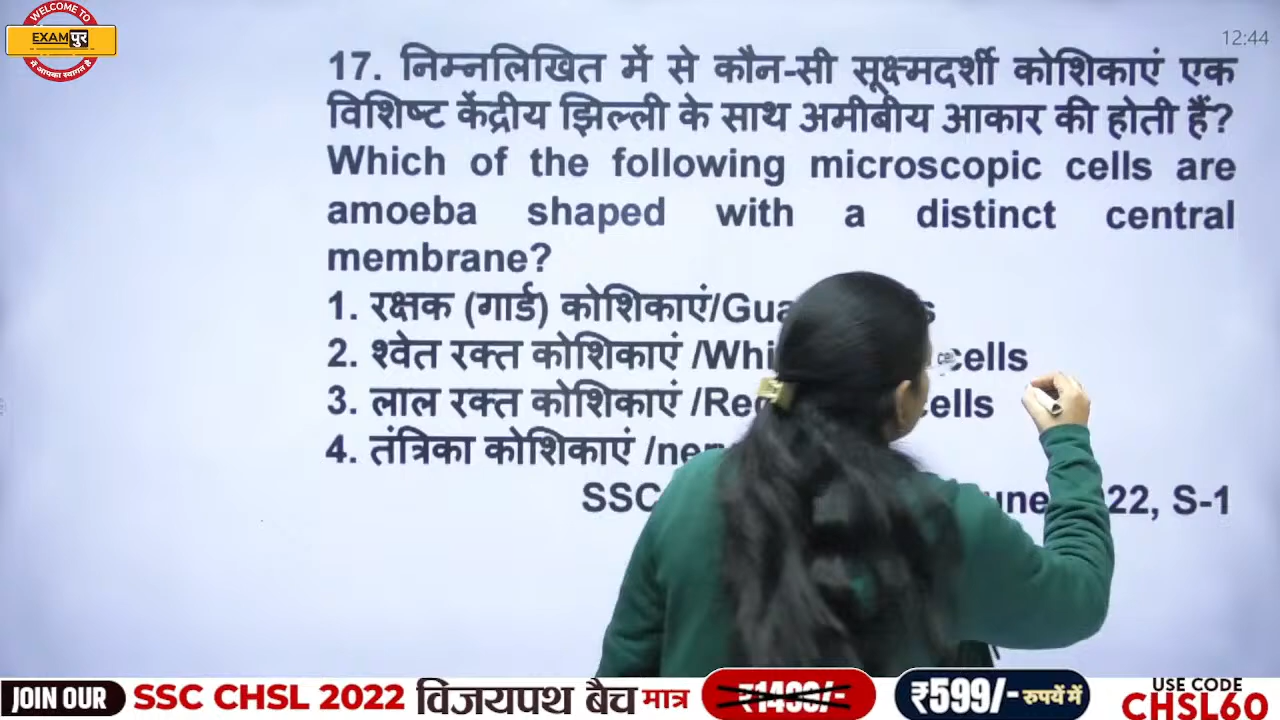 WELCOME TO
EXAMपुर
में आपका स्वागत है
12:44
17. निम्नलिखित में से कौन-सी सूक्ष्मदर्शी कोशिकाएं एक
विशिष्ट केंद्रीय झिल्ली के साथ अमीबीय आकार की होती हैं?
Which of the following microscopic cells are
amoeba shaped with a distinct central
membrane?
1. रक्षक (गार्ड) कोशिकाएं/Gua
2. श्वेत रक्त कोशिकाएं /Whi cells
3. लाल रक्त कोशिकाएं /Red cells
4. तंत्रिका कोशिकाएं /ner
SSC une 22, S-1
JOIN OUR SSC CHSL 2022 विजयपथ बैच मात्र ₹1499/- ₹599/- रुपयें में USE CODE
CHSL60